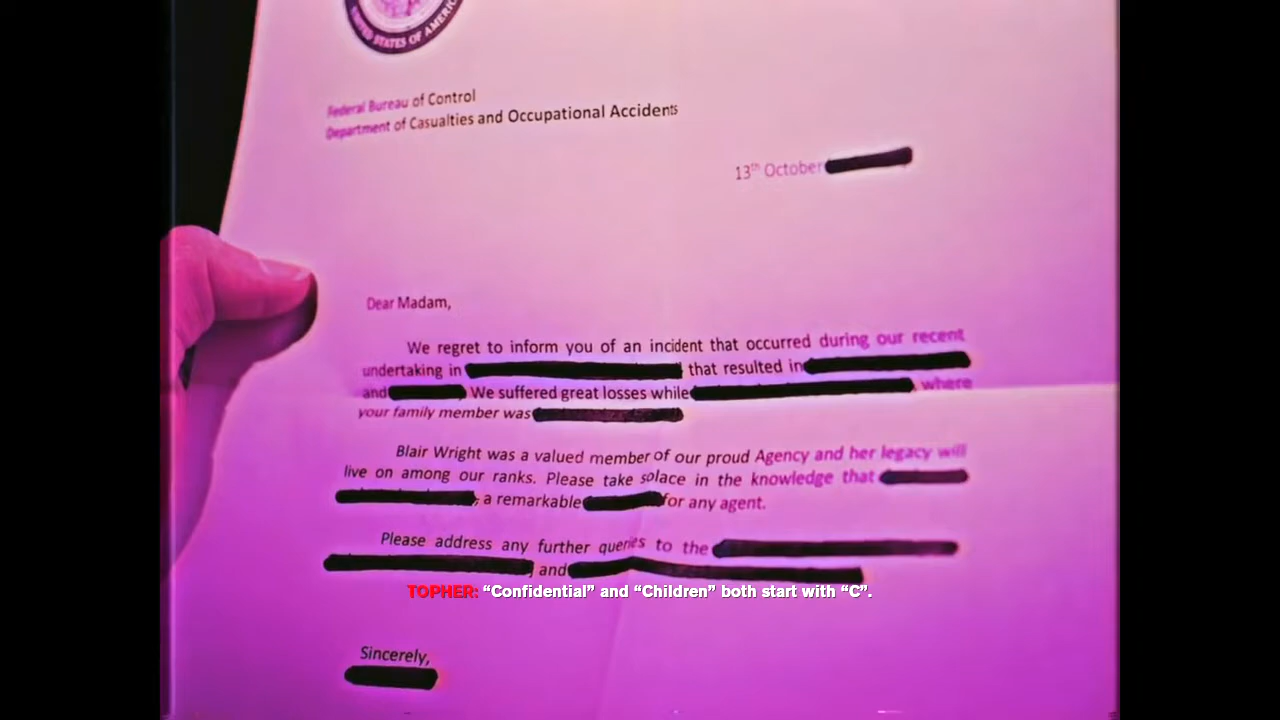 UNITED STATES OF AMERICA
Federal Bureau of Control
Department of Casualties and Occupational Accidents
13th October
Dear Madam,
We regret to inform you of an incident that occurred during our recent
undertaking in that resulted in
and We suffered great losses while , where
your family member was
Blair Wright was a valued member of our proud Agency and her legacy will
live on among our ranks. Please take solace in the knowledge that
, a remarkable for any agent.
Please address any further queries to the
, and
TOPHER: “Confidential” and “Children” both start with “C”.
Sincerely,